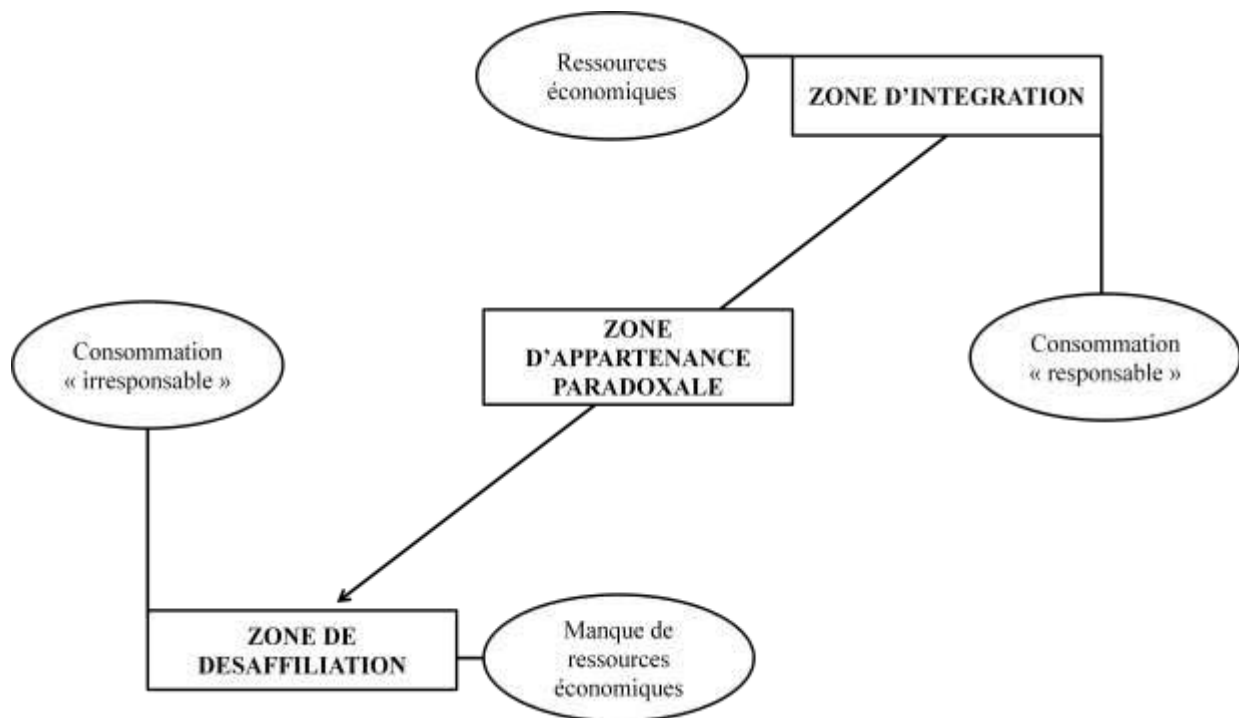 Ressources
économiques
ZONE D’INTEGRATION
ZONE
D’APPARTENANCE
PARADOXALE
Consommation
« irresponsable »
Consommation
« responsable »
ZONE DE
DESAFFILIATION
Manque de
ressources
économiques